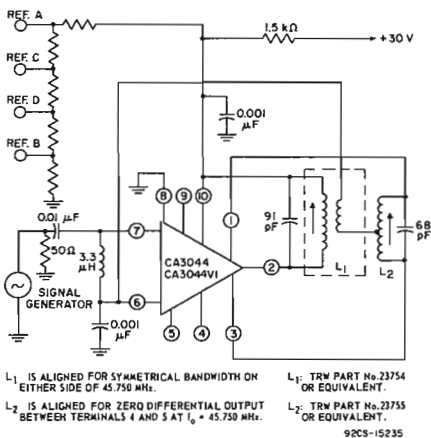 REF. A
1.5 kΩ
+30 V
REF. C
REF. D
REF. B
0.001
μF
8
9
10
1
0.01 μF
50Ω
7
3.3
μH
CA3044
CA3044V1
2
91
pF
L1
L2
68
pF
SIGNAL
GENERATOR
6
0.001
μF
5
4
3
L1 IS ALIGNED FOR SYMMETRICAL BANDWIDTH ON
EITHER SIDE OF 45.750 MHz.
L1: TRW PART No.23754
OR EQUIVALENT.
L2 IS ALIGNED FOR ZERO DIFFERENTIAL OUTPUT
BETWEEN TERMINALS 4 AND 5 AT fo = 45.750 MHz.
L2: TRW PART No.23755
OR EQUIVALENT.
92CS-15235